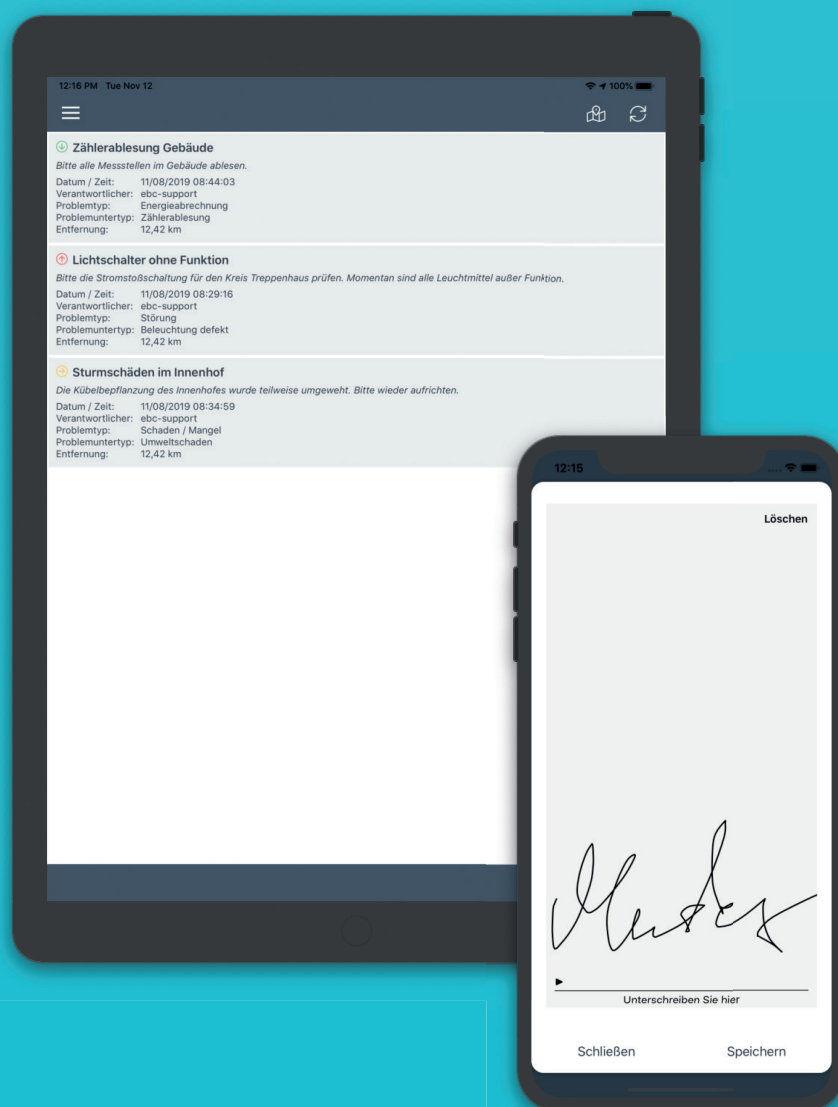 12:16 PM Tue Nov 12
100%
Zählerablesung Gebäude
Bitte alle Messstellen im Gebäude ablesen.
Datum / Zeit: 11/08/2019 08:44:03
Verantwortlicher: ebc-support
Problemtyp: Energieabrechnung
Problemuntertyp: Zählerablesung
Entfernung: 12,42 km
Lichtschalter ohne Funktion
Bitte die Stromstoßschaltung für den Kreis Treppenhaus prüfen. Momentan sind alle Leuchtmittel außer Funktion.
Datum / Zeit: 11/08/2019 08:29:16
Verantwortlicher: ebc-support
Problemtyp: Störung
Problemuntertyp: Beleuchtung defekt
Entfernung: 12,42 km
Sturmschäden im Innenhof
Die Kübelbepflanzung des Innenhofes wurde teilweise umgeweht. Bitte wieder aufrichten.
Datum / Zeit: 11/08/2019 08:34:59
Verantwortlicher: ebc-support
Problemtyp: Schaden / Mangel
Problemuntertyp: Umweltschaden
Entfernung: 12,42 km
12:15
Löschen
Muster
Unterschreiben Sie hier
Schließen Speichern